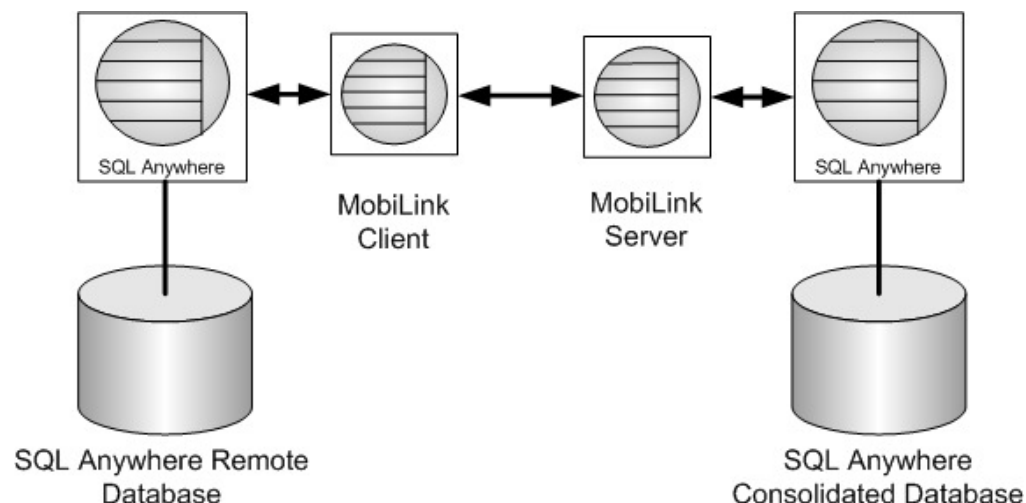 SQL Anywhere
SQL Anywhere
MobiLink
Client
MobiLink
Server
SQL Anywhere Remote
Database
SQL Anywhere
Consolidated Database